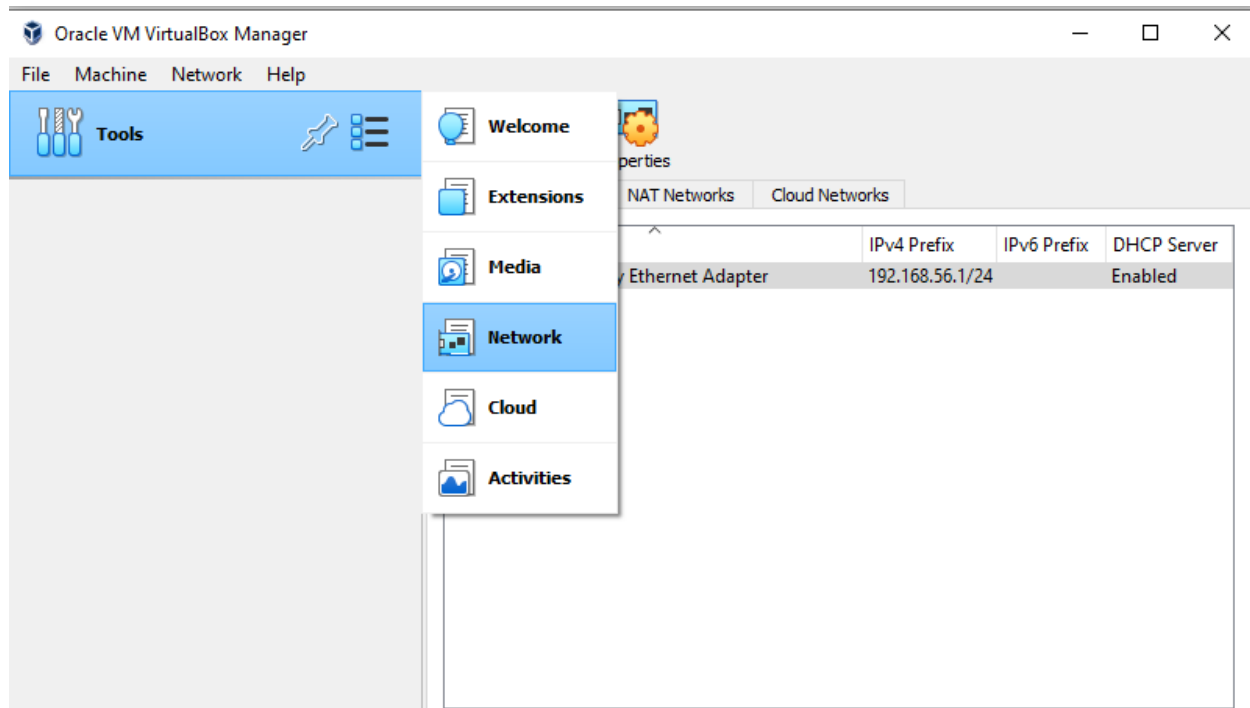 Oracle VM VirtualBox Manager
File Machine Network Help
Tools
Welcome
Extensions
Media
Network
Cloud
Activities
perties
NAT Networks Cloud Networks
IPv4 Prefix IPv6 Prefix DHCP Server
y Ethernet Adapter 192.168.56.1/24 Enabled